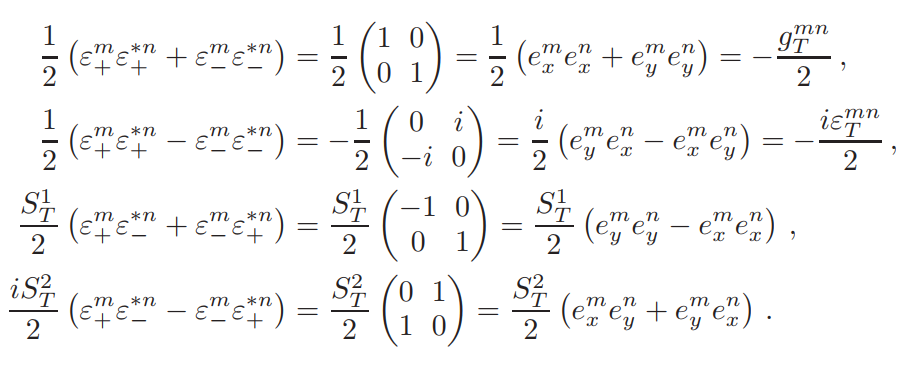 \frac{1}{2} \left( \varepsilon_+^m \varepsilon_+^{*n} + \varepsilon_-^m \varepsilon_-^{*n} \right) = \frac{1}{2} \begin{pmatrix} 1 & 0 \\ 0 & 1 \end{pmatrix} = \frac{1}{2} \left( e_x^m e_x^n + e_y^m e_y^n \right) = -\frac{g_T^{mn}}{2} ,
\frac{1}{2} \left( \varepsilon_+^m \varepsilon_+^{*n} - \varepsilon_-^m \varepsilon_-^{*n} \right) = -\frac{1}{2} \begin{pmatrix} 0 & i \\ -i & 0 \end{pmatrix} = \frac{i}{2} \left( e_y^m e_x^n - e_x^m e_y^n \right) = -\frac{i\varepsilon_T^{mn}}{2} ,
\frac{S_T^1}{2} \left( \varepsilon_+^m \varepsilon_-^{*n} + \varepsilon_-^m \varepsilon_+^{*n} \right) = \frac{S_T^1}{2} \begin{pmatrix} -1 & 0 \\ 0 & 1 \end{pmatrix} = \frac{S_T^1}{2} \left( e_y^m e_y^n - e_x^m e_x^n \right) ,
\frac{iS_T^2}{2} \left( \varepsilon_+^m \varepsilon_-^{*n} - \varepsilon_-^m \varepsilon_+^{*n} \right) = \frac{S_T^2}{2} \begin{pmatrix} 0 & 1 \\ 1 & 0 \end{pmatrix} = \frac{S_T^2}{2} \left( e_x^m e_y^n + e_y^m e_x^n \right) .